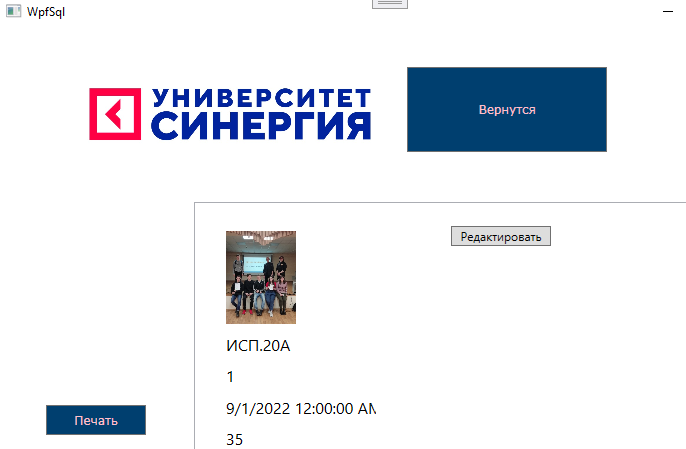 WpfSql
УНИВЕРСИТЕТ
СИНЕРГИЯ
Вернутся
Редактировать
ИСП.20А
1
9/1/2022 12:00:00 AM
35
Печать